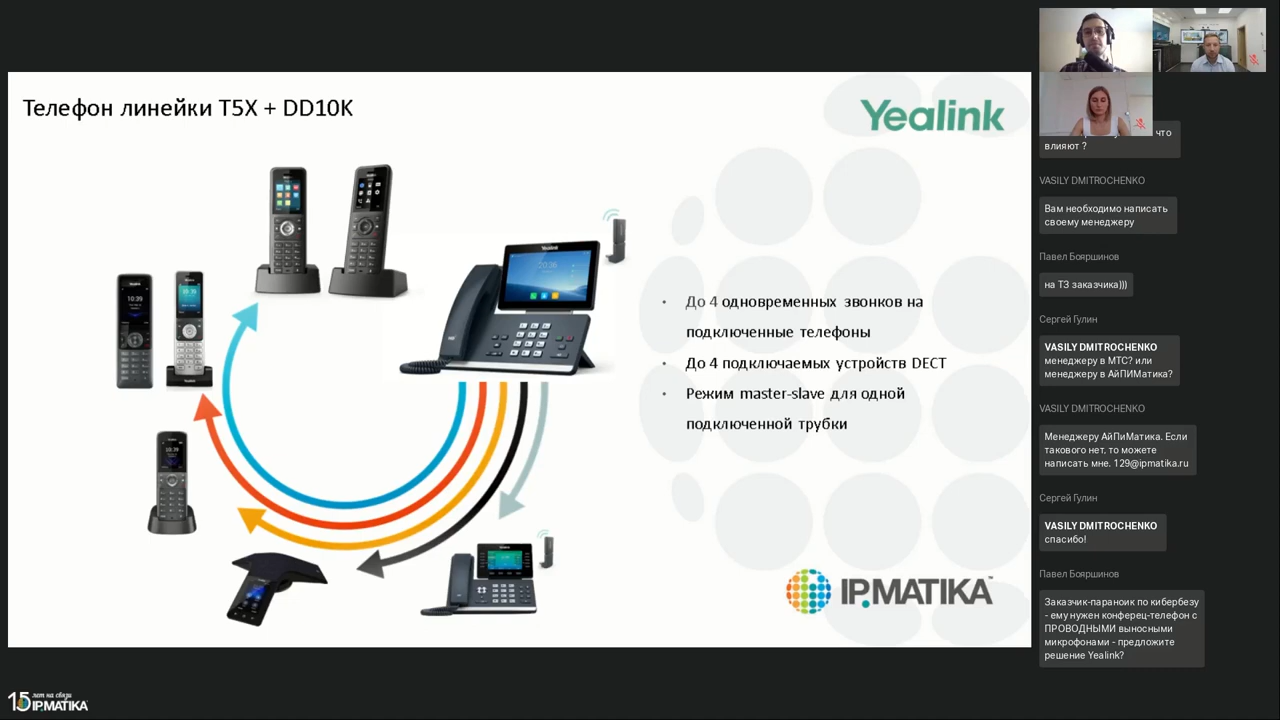 Телефон линейки T5X + DD10K
Yealink
До 4 одновременных звонков на
подключенные телефоны
До 4 подключаемых устройств DECT
Режим master-slave для одной
подключенной трубки
IP.MATIKA
15 лет на связи
IP.MATIKA
что
влияют ?
VASILY DMITROCHENKO
Вам необходимо написать
своему менеджеру
Павел Бояршинов
на ТЗ заказчика)))
Сергей Гулин
VASILY DMITROCHENKO
менеджеру в МТС? или
менеджеру в АйПИМатика?
VASILY DMITROCHENKO
Менеджеру АйПиМатика. Если
такового нет, то можете
написать мне. 129@ipmatika.ru
Сергей Гулин
VASILY DMITROCHENKO
спасибо!
Павел Бояршинов
Заказчик-параноик по кибербезу
- ему нужен конферец-телефон с
ПРОВОДНЫМИ выносными
микрофонами - предложите
решение Yealink?